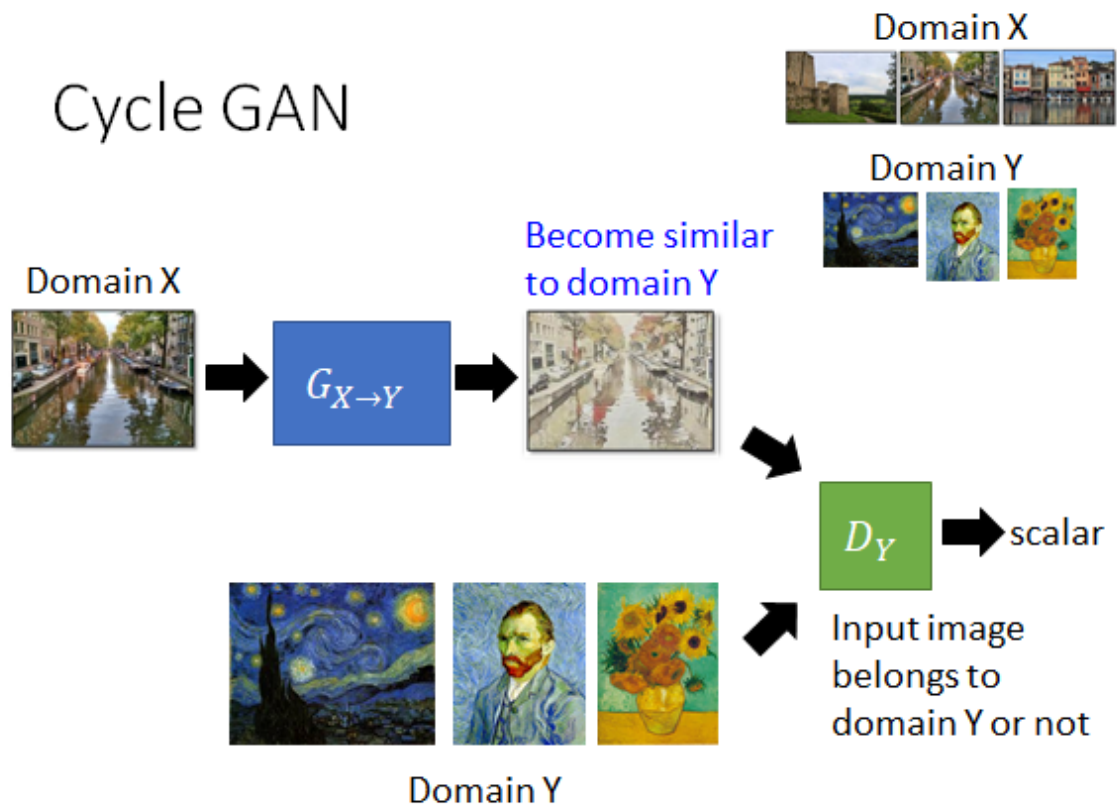 Cycle GAN
Domain X
Domain Y
Domain X
Become similar
to domain Y
G_{X→Y}
D_Y
scalar
Input image
belongs to
domain Y or not
Domain Y